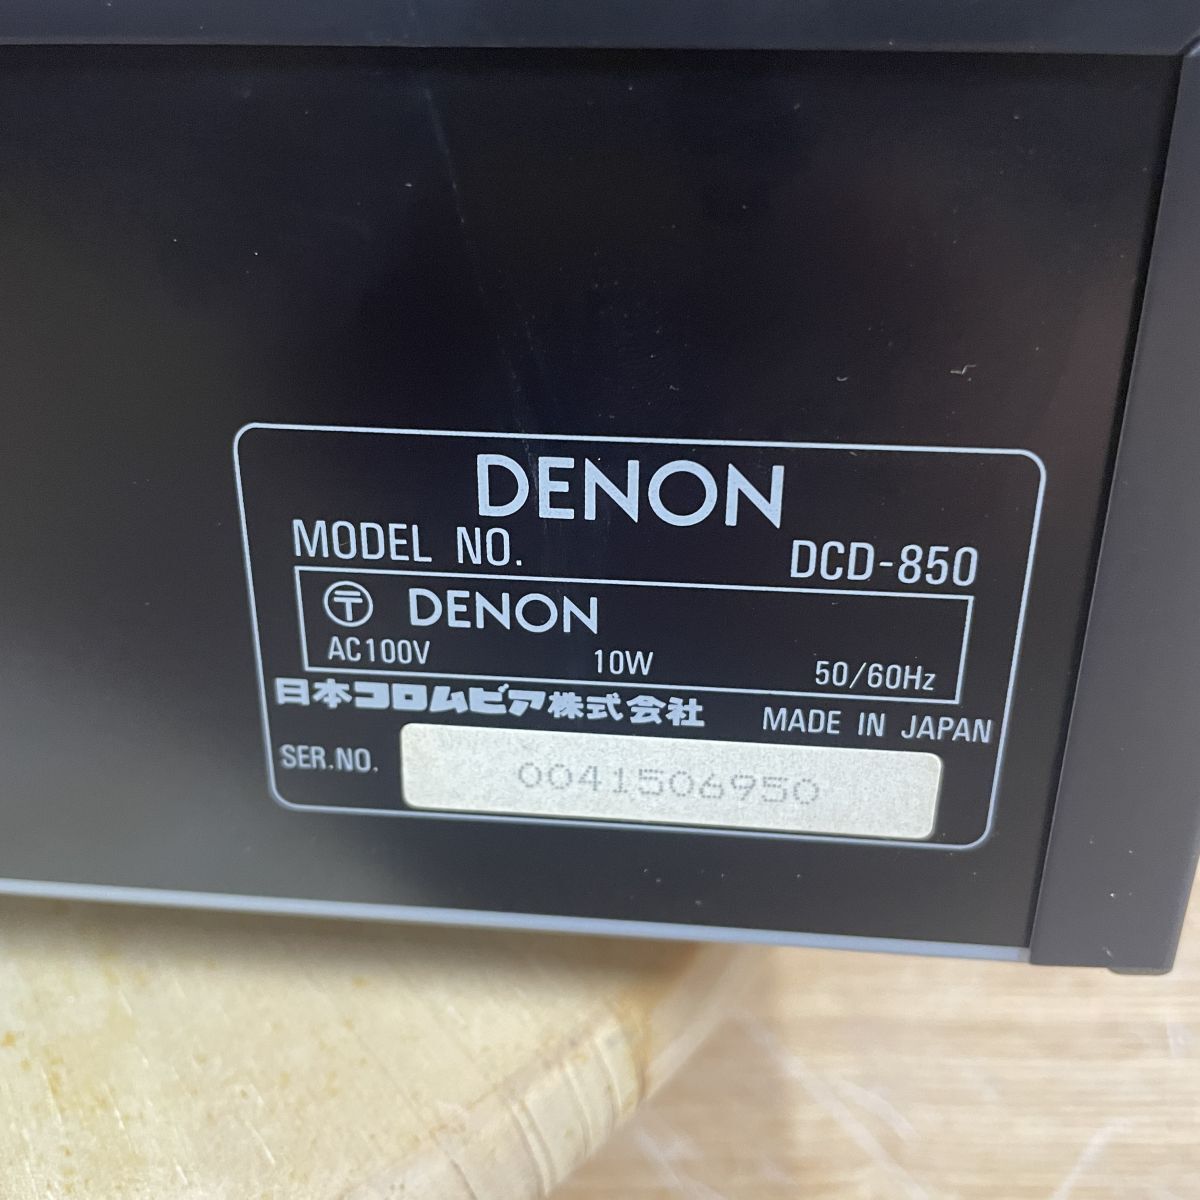 DENON
MODEL NO. DCD-850
〒 DENON
AC100V 10W 50/60Hz
日本コロムビア株式会社 MADE IN JAPAN
SER.NO. 0041506950